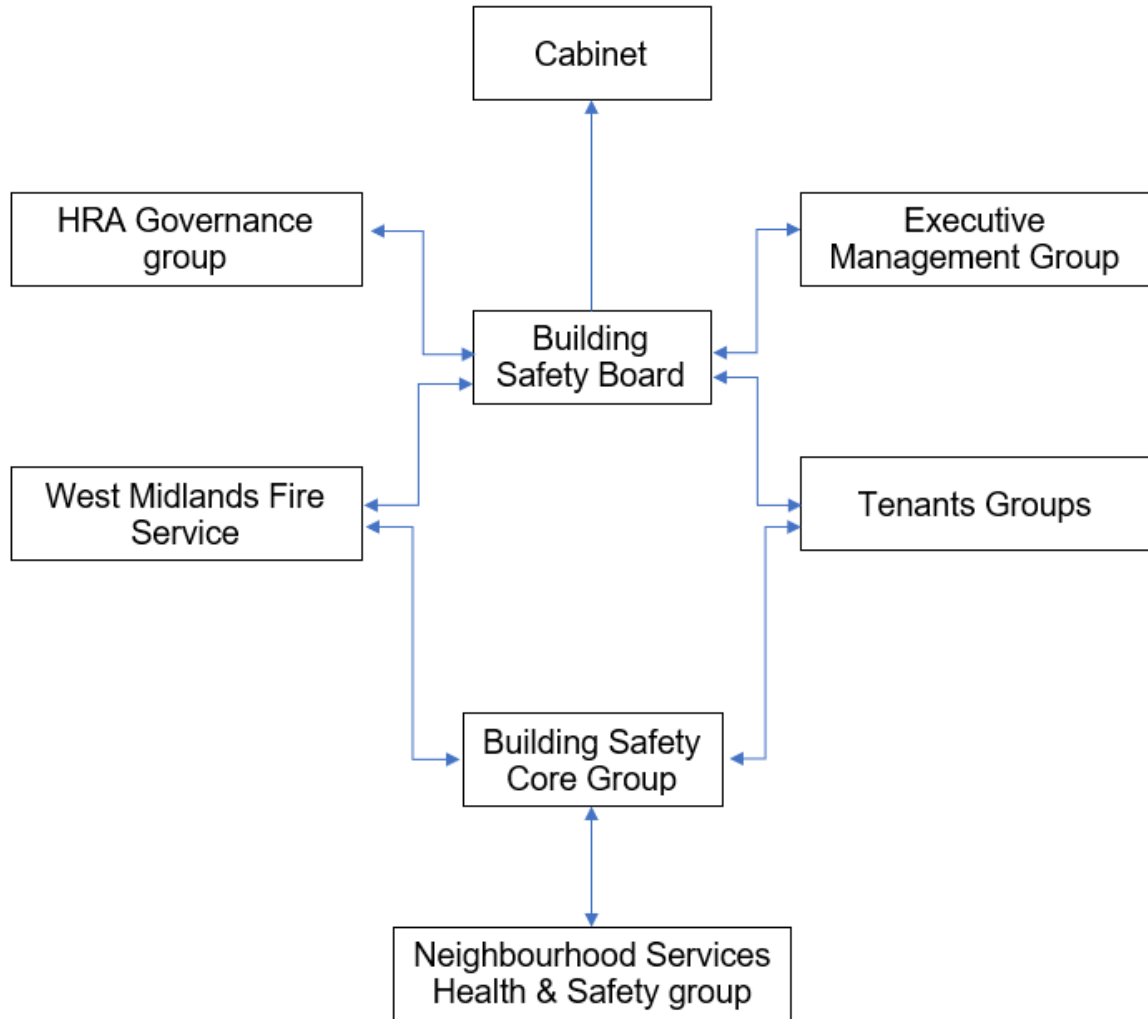 Cabinet
HRA Governance
group
Executive
Management Group
Building
Safety Board
West Midlands Fire
Service
Tenants Groups
Building Safety
Core Group
Neighbourhood Services
Health & Safety group